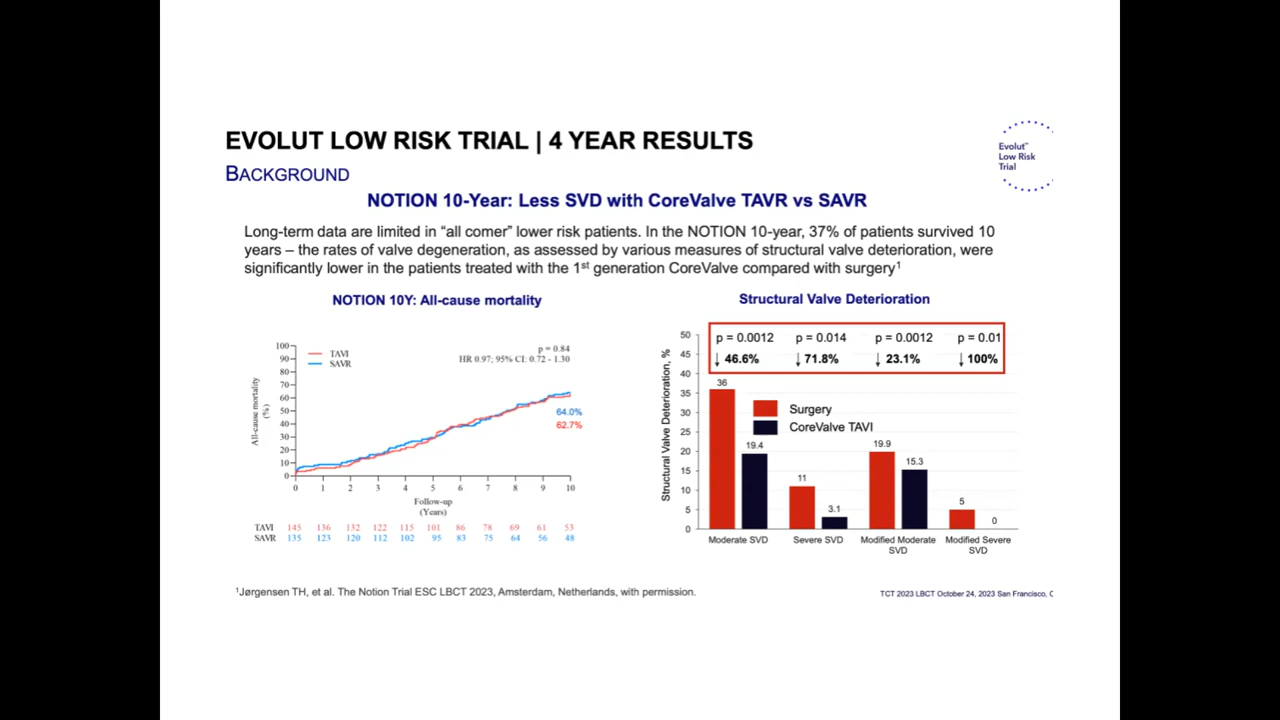 EVOLUT LOW RISK TRIAL | 4 YEAR RESULTS
Evolut™
Low Risk
Trial
BACKGROUND
NOTION 10-Year: Less SVD with CoreValve TAVR vs SAVR
Long-term data are limited in “all comer” lower risk patients. In the NOTION 10-year, 37% of patients survived 10
years – the rates of valve degeneration, as assessed by various measures of structural valve deterioration, were
significantly lower in the patients treated with the 1st generation CoreValve compared with surgery1
NOTION 10Y: All-cause mortality
TAVI
SAVR
p = 0.84
HR 0.97; 95% CI: 0.72 - 1.30
100
90
80
70
60
50
40
30
20
10
0
All-cause mortality
(%)
64.0%
62.7%
0 1 2 3 4 5 6 7 8 9 10
Follow-up
(Years)
TAVI 145 136 132 122 115 101 86 78 69 61 53
SAVR 135 123 120 112 102 95 83 75 64 56 48
Structural Valve Deterioration
p = 0.0012 p = 0.014 p = 0.0012 p = 0.01
↓ 46.6% ↓ 71.8% ↓ 23.1% ↓ 100%
Structural Valve Deterioration, %
50
45
40
35
30
25
20
15
10
5
0
Surgery
CoreValve TAVI
36 19.4 11 3.1 19.9 15.3 5 0
Moderate SVD Severe SVD Modified Moderate Modified Severe
SVD SVD
1Jørgensen TH, et al. The Notion Trial ESC LBCT 2023, Amsterdam, Netherlands, with permission.
TCT 2023 LBCT October 24, 2023 San Francisco, C